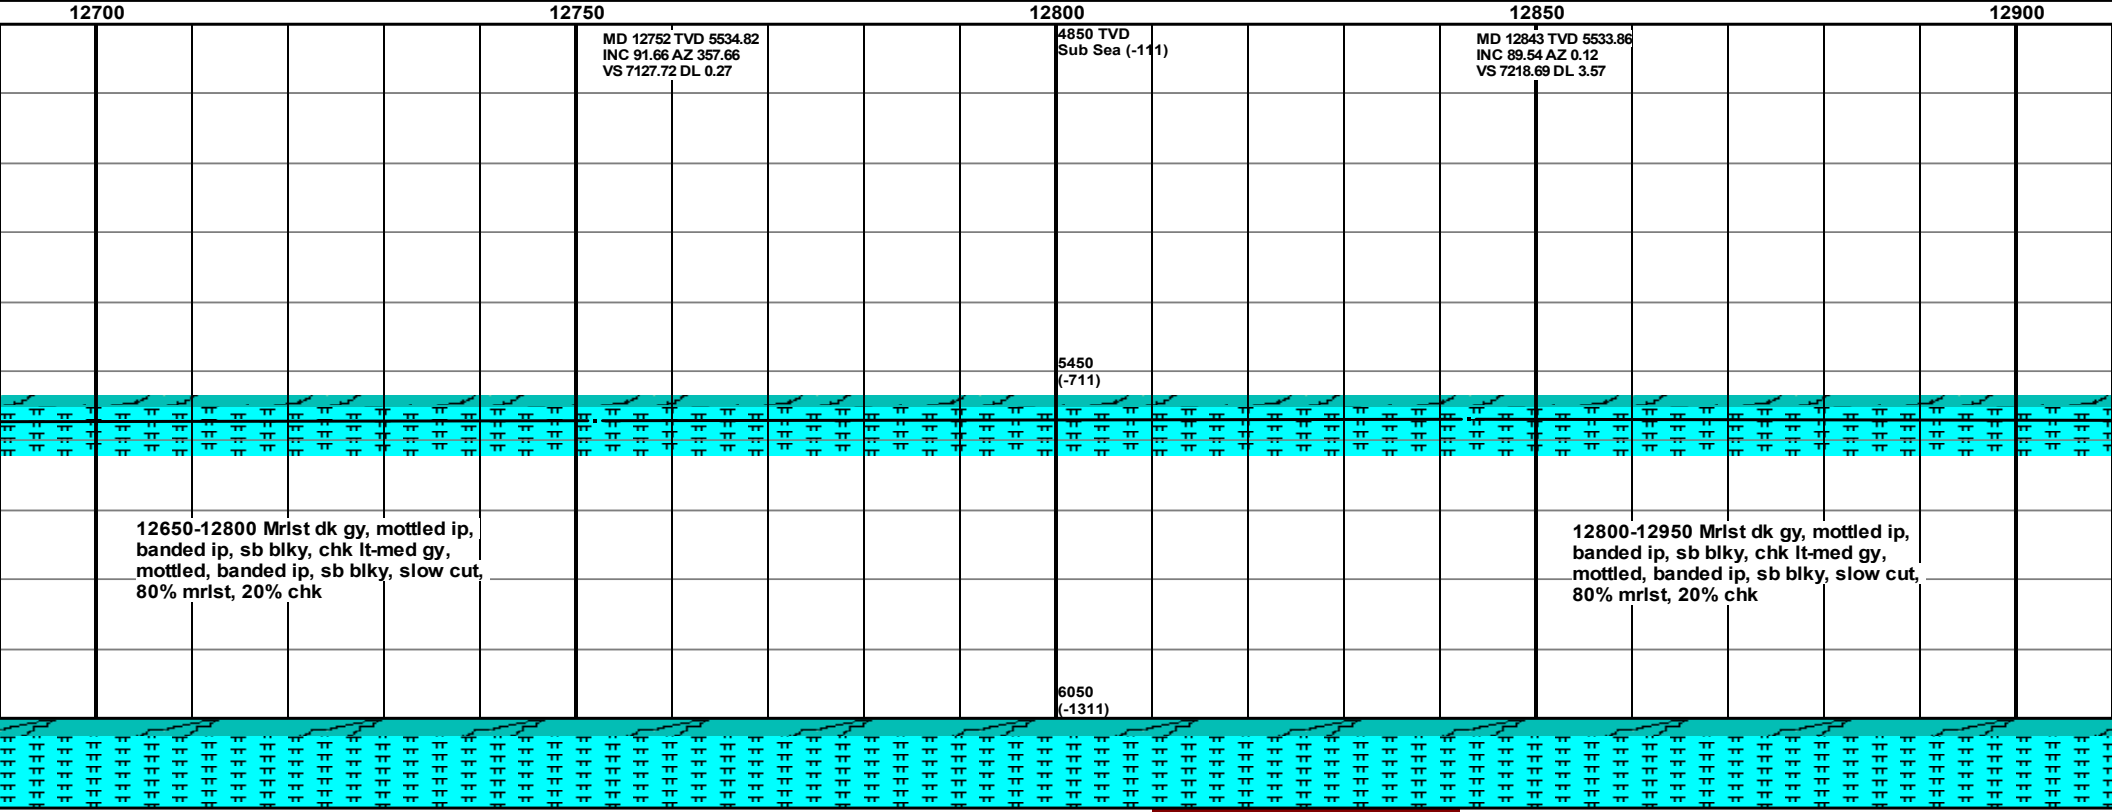 12700 12750 12800 12850 12900
MD 12752 TVD 5534.82
INC 91.66 AZ 357.66
VS 7127.72 DL 0.27
4850 TVD
Sub Sea (-111)
MD 12843 TVD 5533.86
INC 89.54 AZ 0.12
VS 7218.69 DL 3.57
5450
(-711)
12650-12800 Mrlst dk gy, mottled ip,
banded ip, sb blky, chk lt-med gy,
mottled, banded ip, sb blky, slow cut,
80% mrlst, 20% chk
12800-12950 Mrlst dk gy, mottled ip,
banded ip, sb blky, chk lt-med gy,
mottled, banded ip, sb blky, slow cut,
80% mrlst, 20% chk
6050
(-1311)